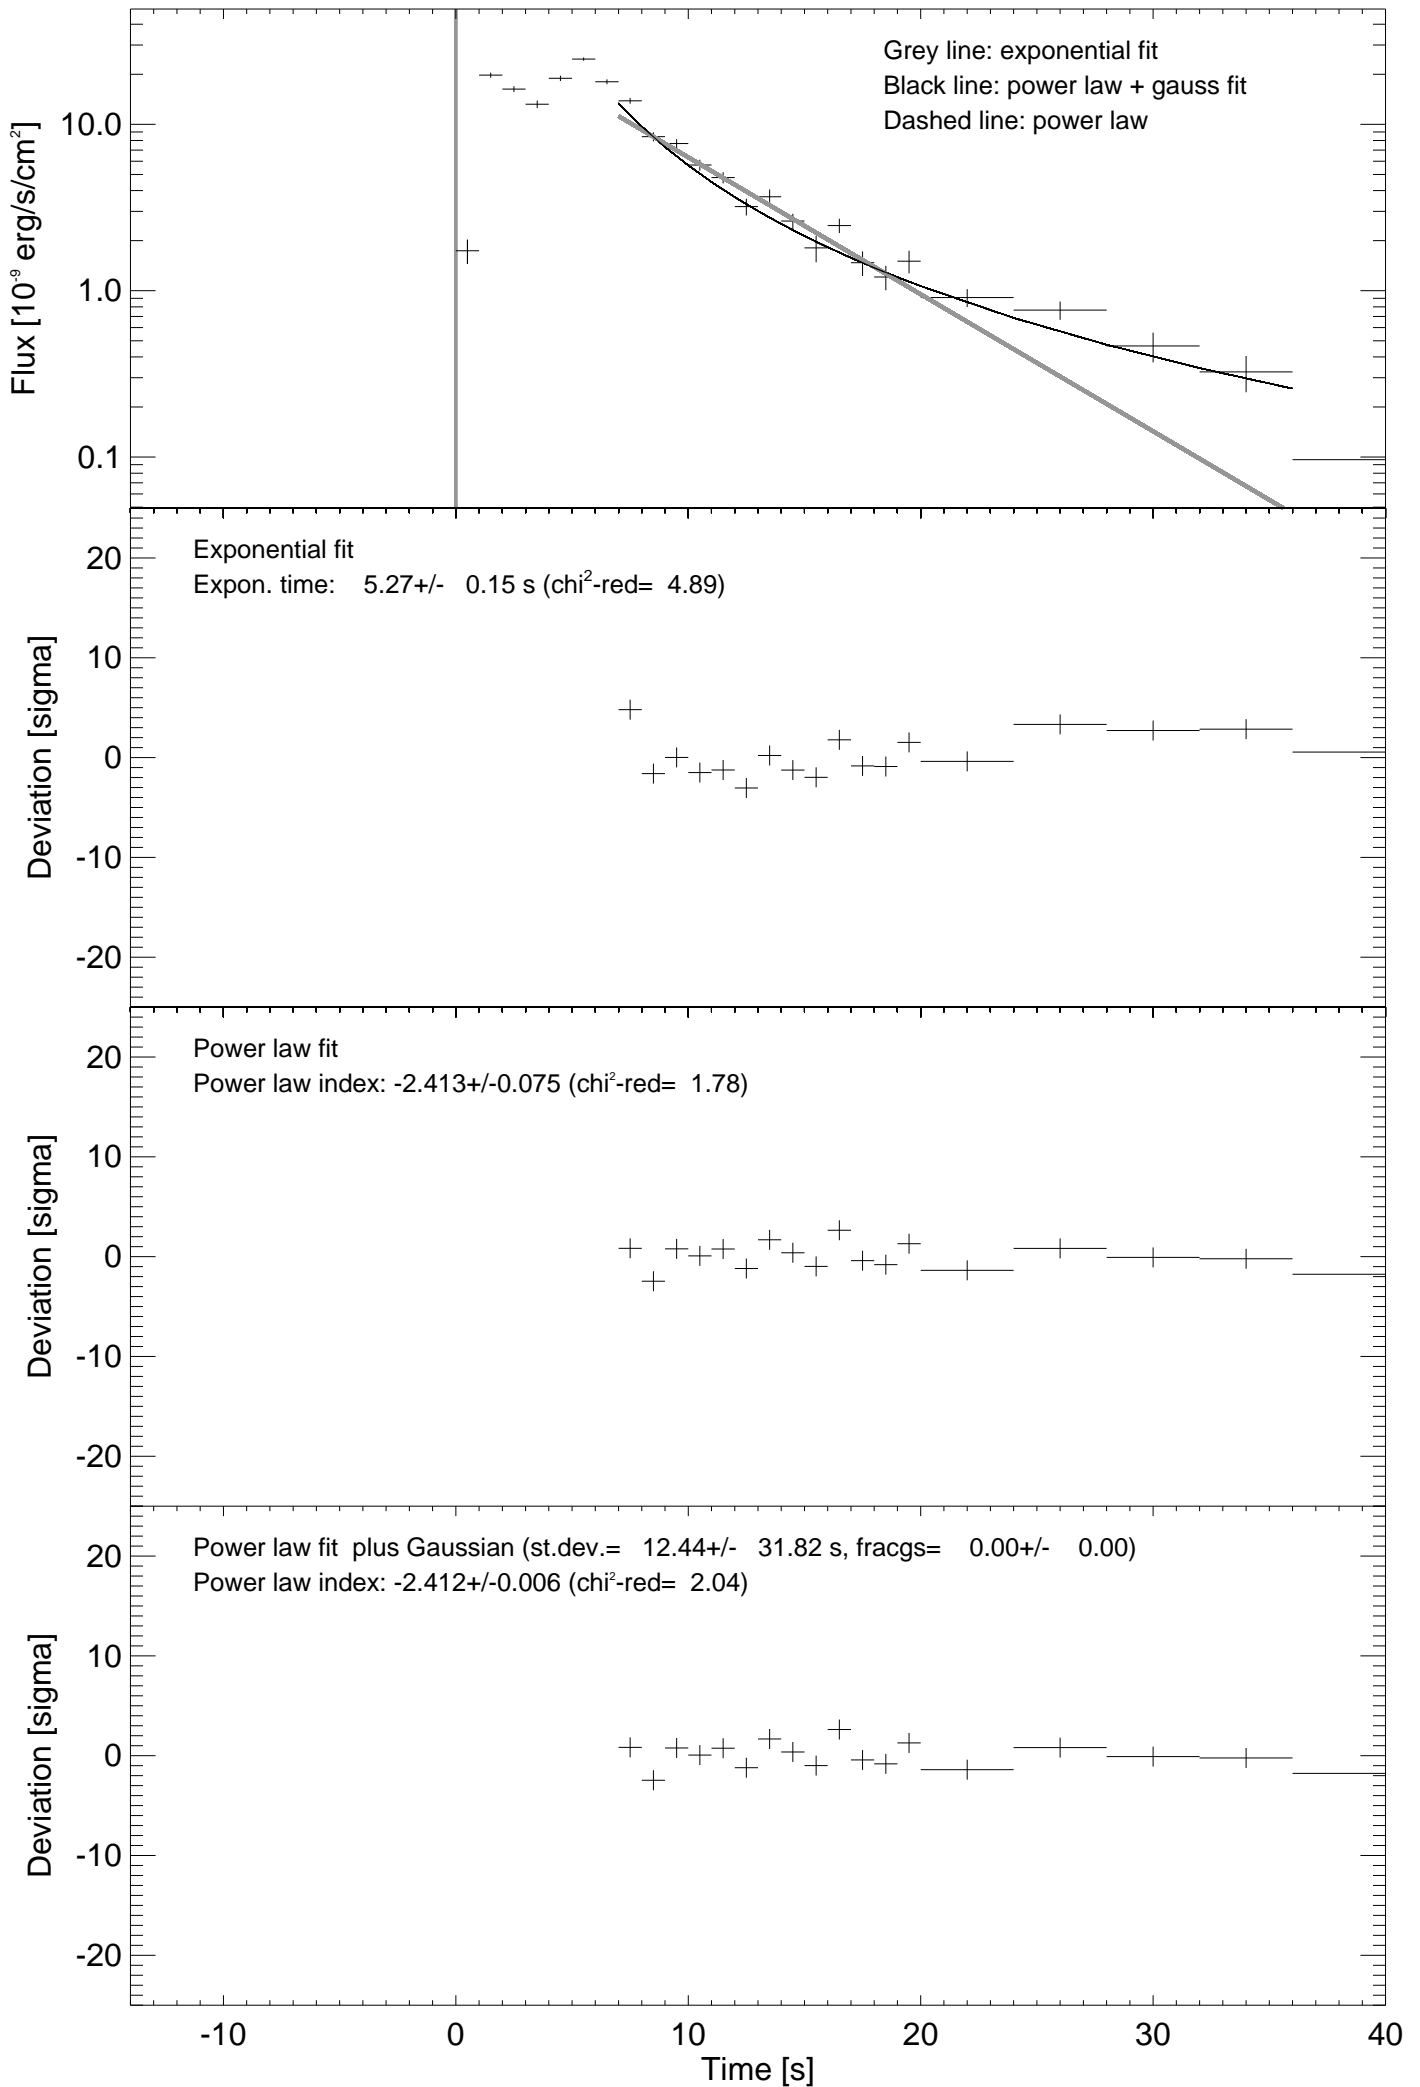 Grey line: exponential fit
Black line: power law + gauss fit
Dashed line: power law
Flux [10⁻⁹ erg/s/cm²]
10.0
1.0
0.1
Exponential fit
Expon. time: 5.27+/- 0.15 s (chi²-red= 4.89)
Deviation [sigma]
20
10
0
-10
-20
Power law fit
Power law index: -2.413+/-0.075 (chi²-red= 1.78)
Deviation [sigma]
20
10
0
-10
-20
Power law fit plus Gaussian (st.dev.= 12.44+/- 31.82 s, fracgs= 0.00+/- 0.00)
Power law index: -2.412+/-0.006 (chi²-red= 2.04)
Deviation [sigma]
20
10
0
-10
-20
-10 0 10 20 30 40
Time [s]